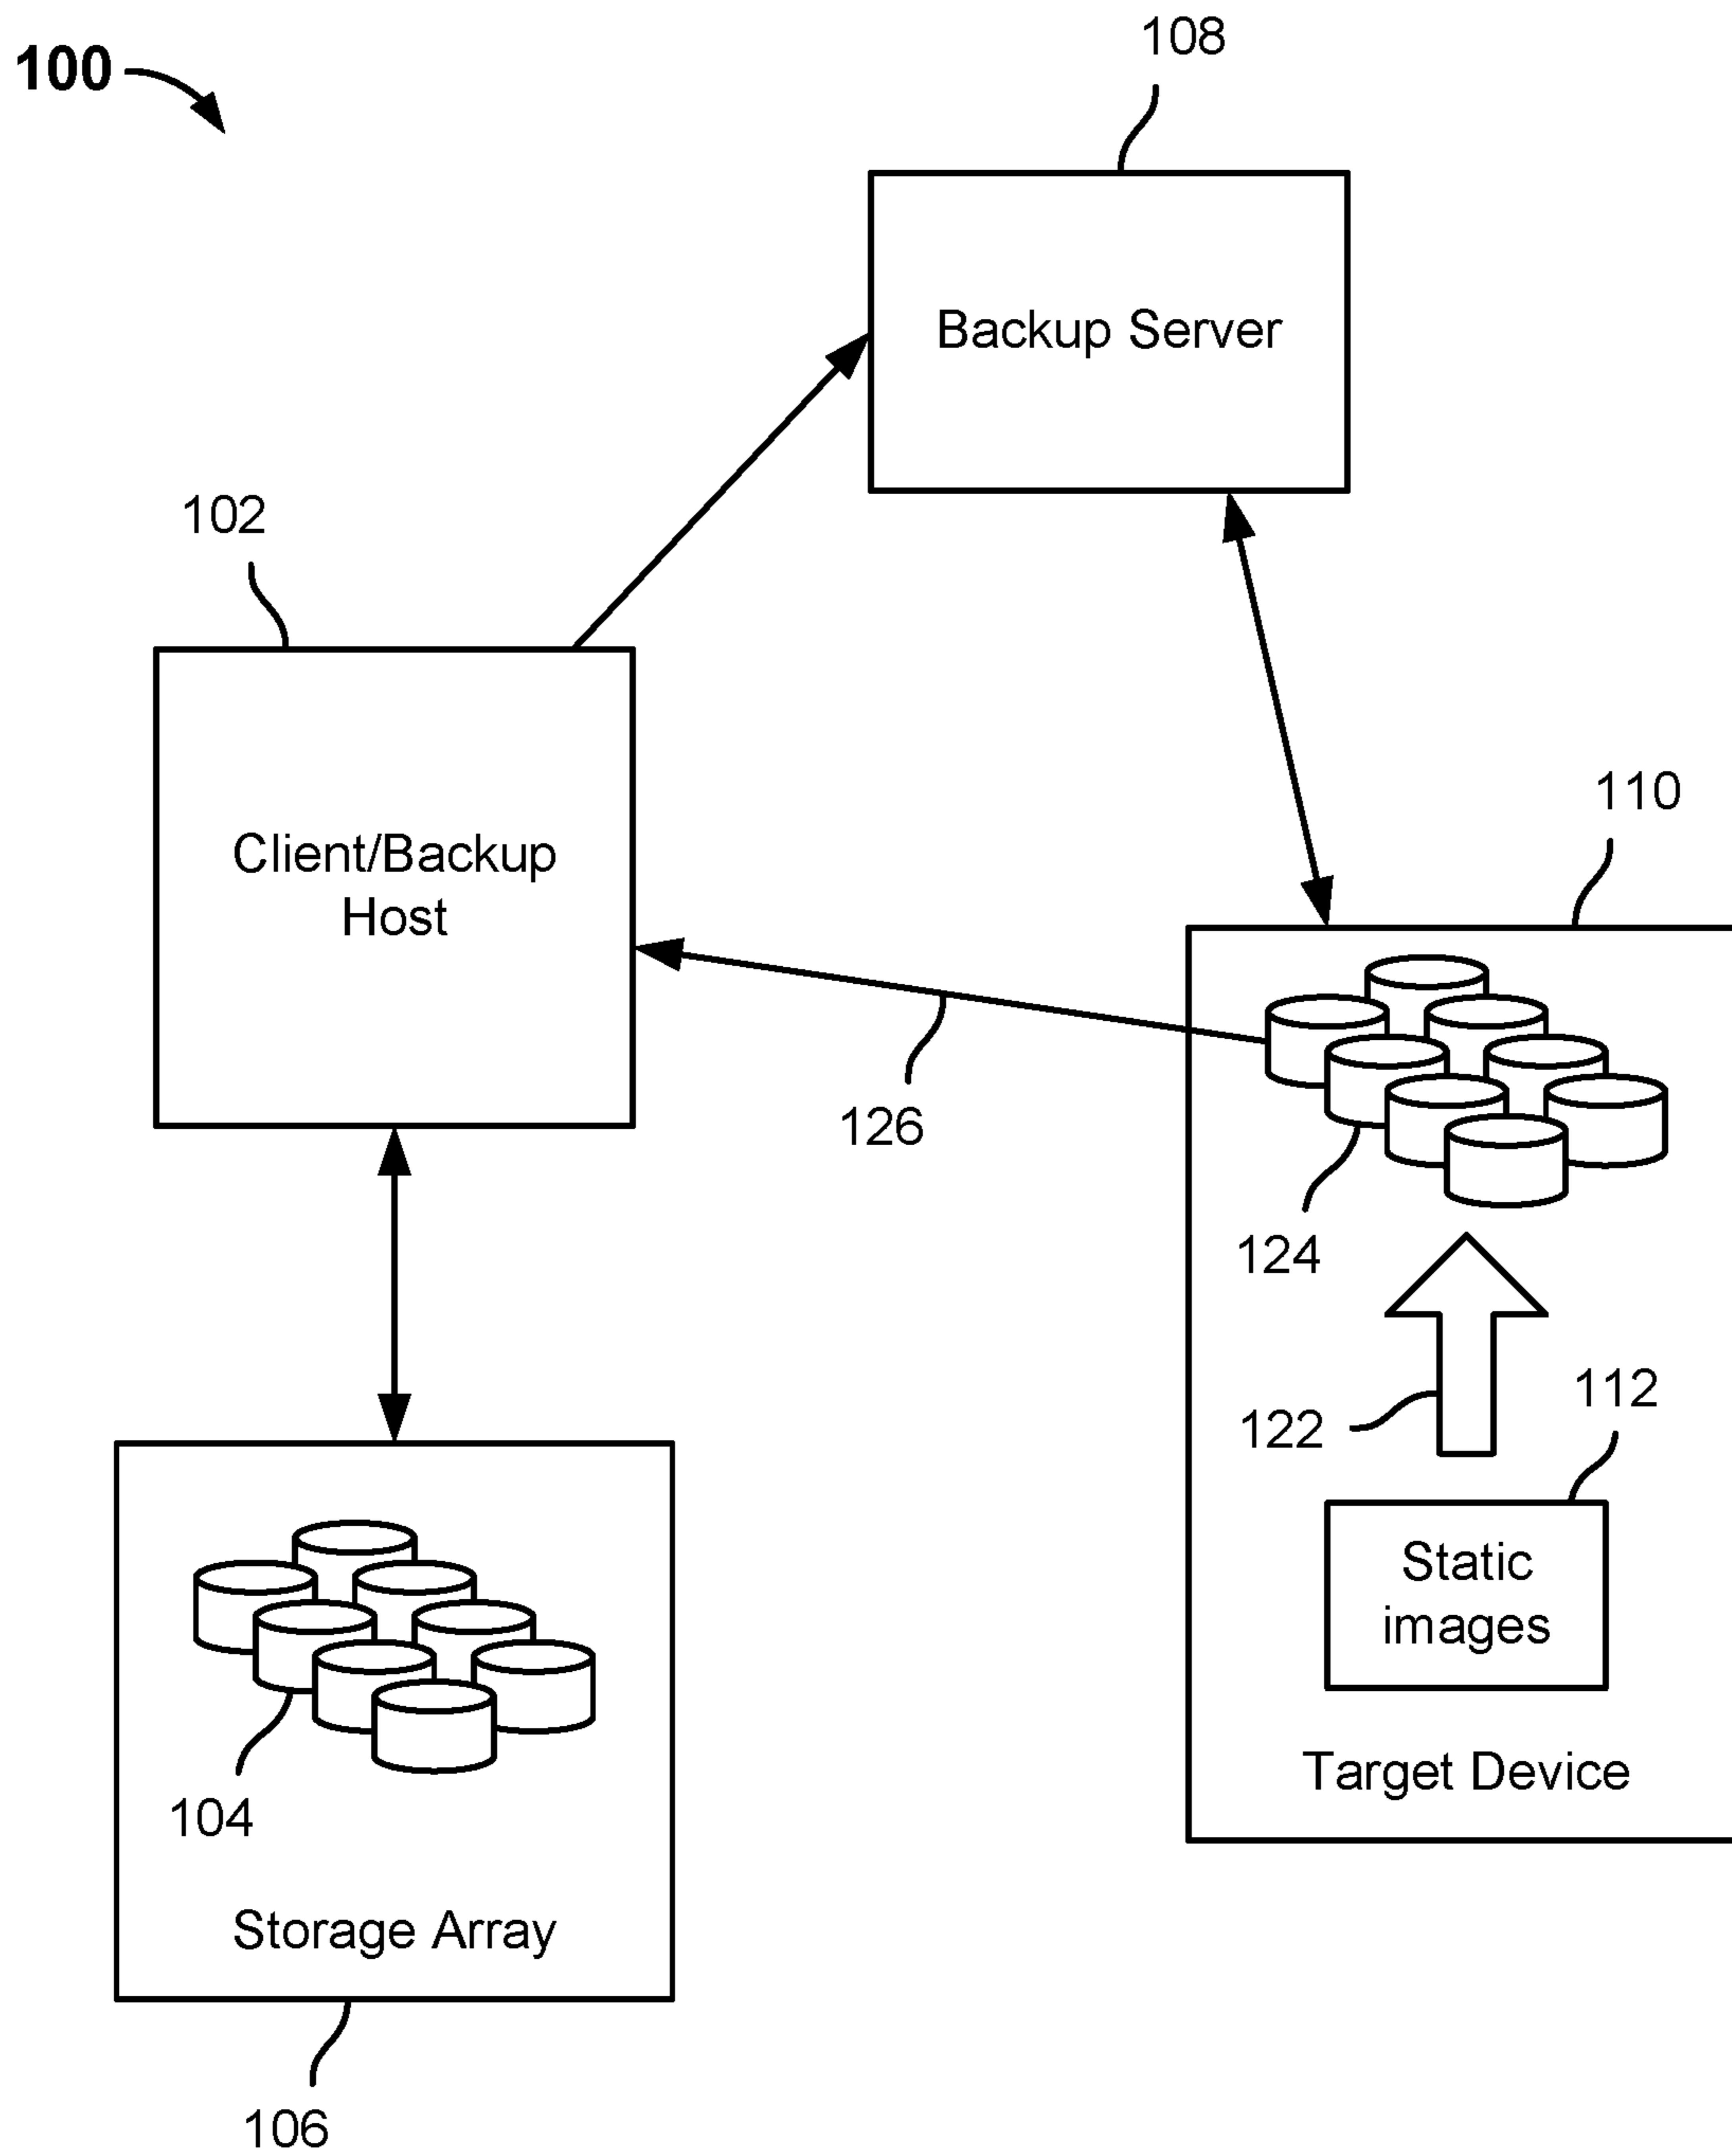 100
108
Backup Server
102
110
Client/Backup
Host
126
124
112
122
Static
images
Target Device
104
Storage Array
106